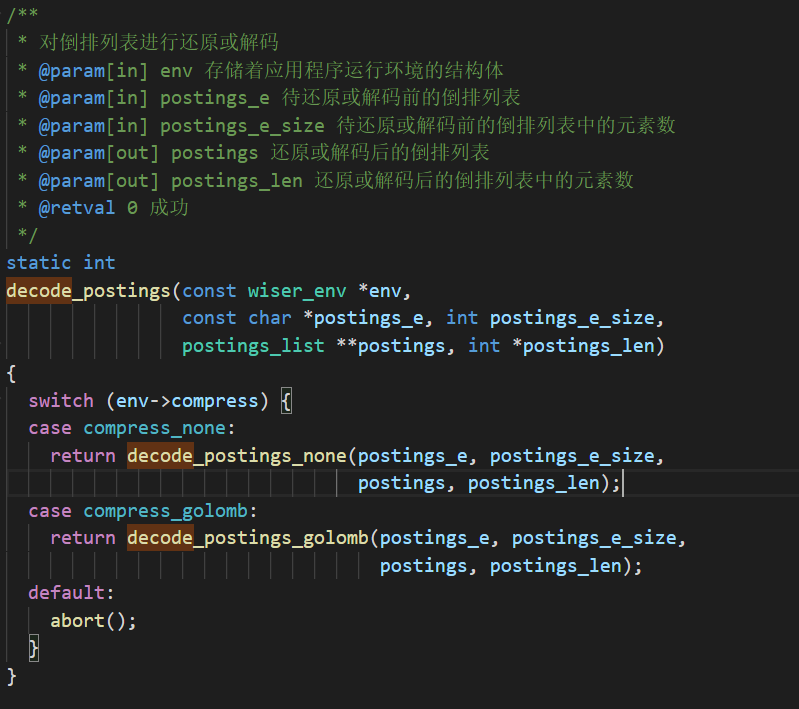 /**
 * 对倒排列表进行还原或解码
 * @param[in] env 存储着应用程序运行环境的结构体
 * @param[in] postings_e 待还原或解码前的倒排列表
 * @param[in] postings_e_size 待还原或解码前的倒排列表中的元素数
 * @param[out] postings 还原或解码后的倒排列表
 * @param[out] postings_len 还原或解码后的倒排列表中的元素数
 * @retval 0 成功
 */
static int
decode_postings(const wiser_env *env,
                const char *postings_e, int postings_e_size,
                postings_list **postings, int *postings_len)
{
  switch (env->compress) {
  case compress_none:
    return decode_postings_none(postings_e, postings_e_size,
                                postings, postings_len);
  case compress_golomb:
    return decode_postings_golomb(postings_e, postings_e_size,
                                  postings, postings_len);
  default:
    abort();
  }
}